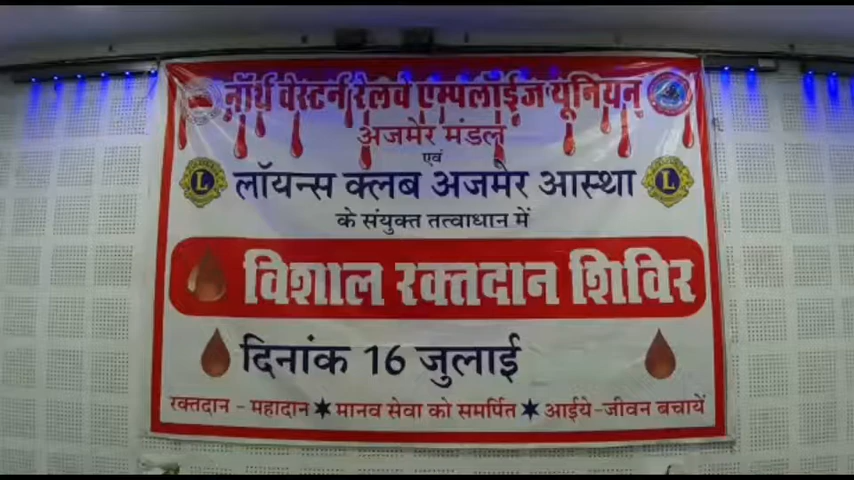 नॉर्थ वेस्टर्न रेलवे एम्पलॉईज यूनियन
अजमेर मंडल
एवं
लॉयन्स क्लब अजमेर आस्था
के संयुक्त तत्वाधान में
विशाल रक्तदान शिविर
दिनांक 16 जुलाई
रक्तदान - महादान मानव सेवा को समर्पित आईये-जीवन बचायें